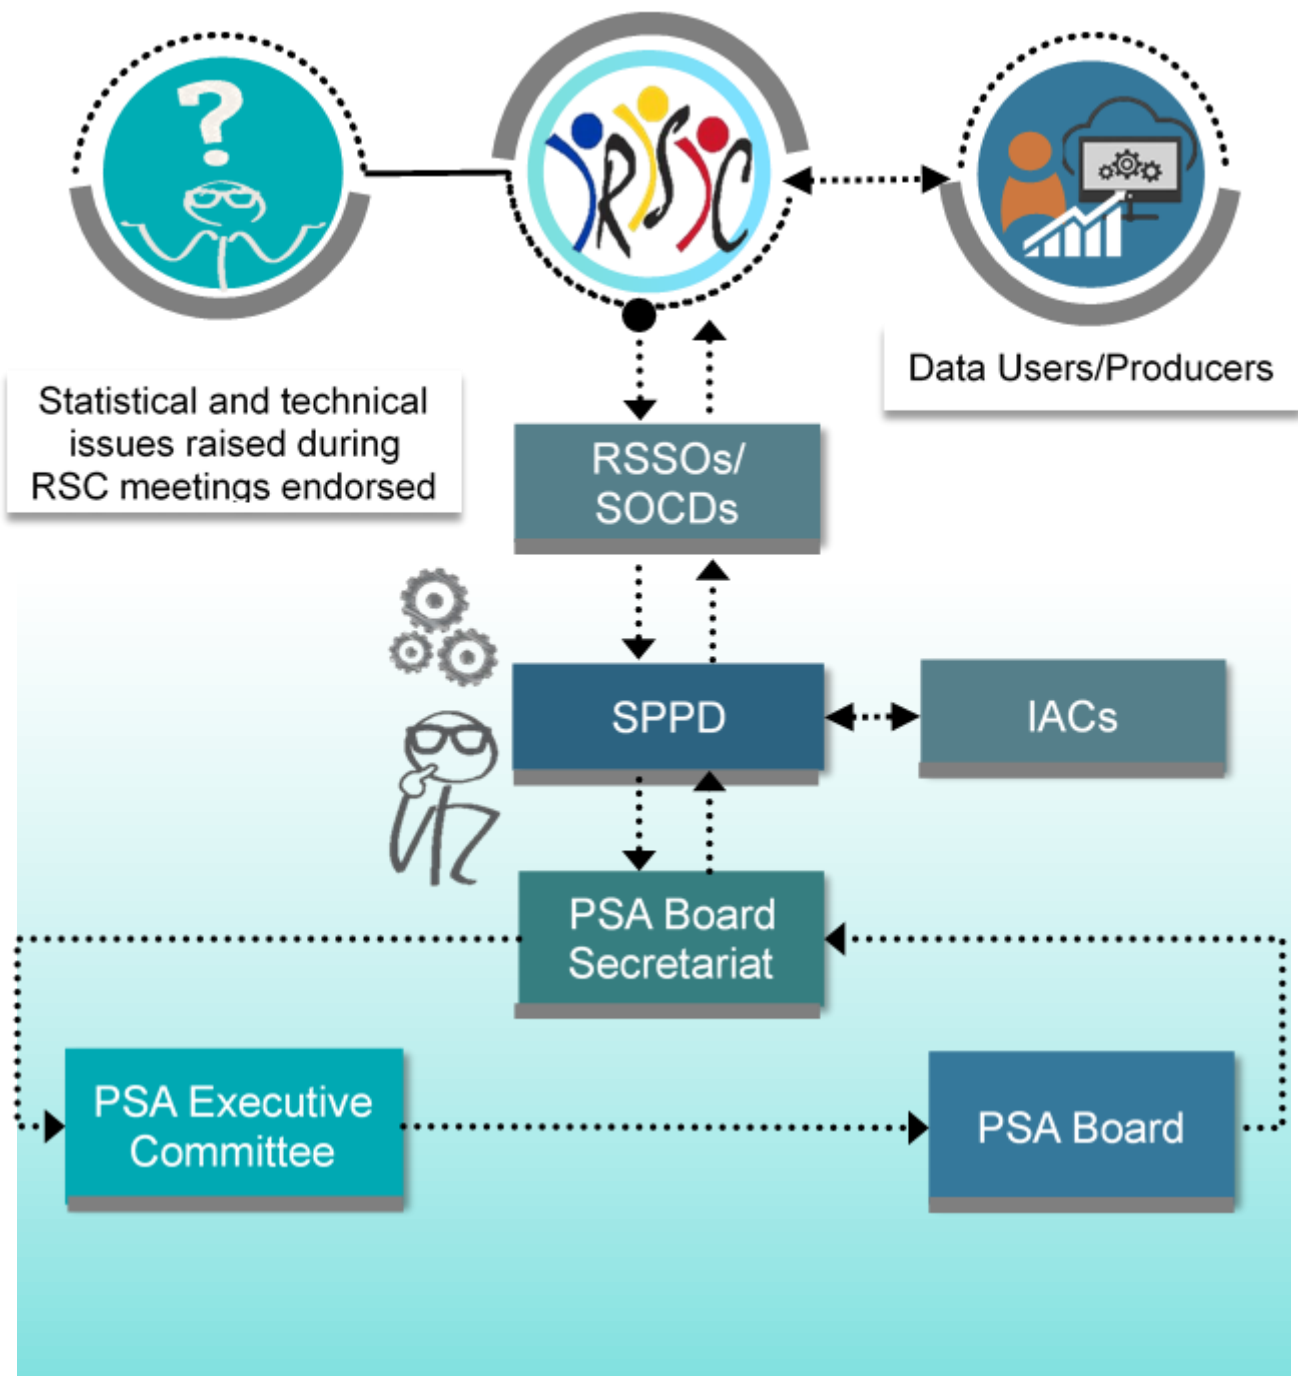 ?
RSC
Data Users/Producers
Statistical and technical
issues raised during
RSC meetings endorsed
RSSOs/
SOCDs
SPPD
IACs
PSA Board
Secretariat
PSA Executive
Committee
PSA Board